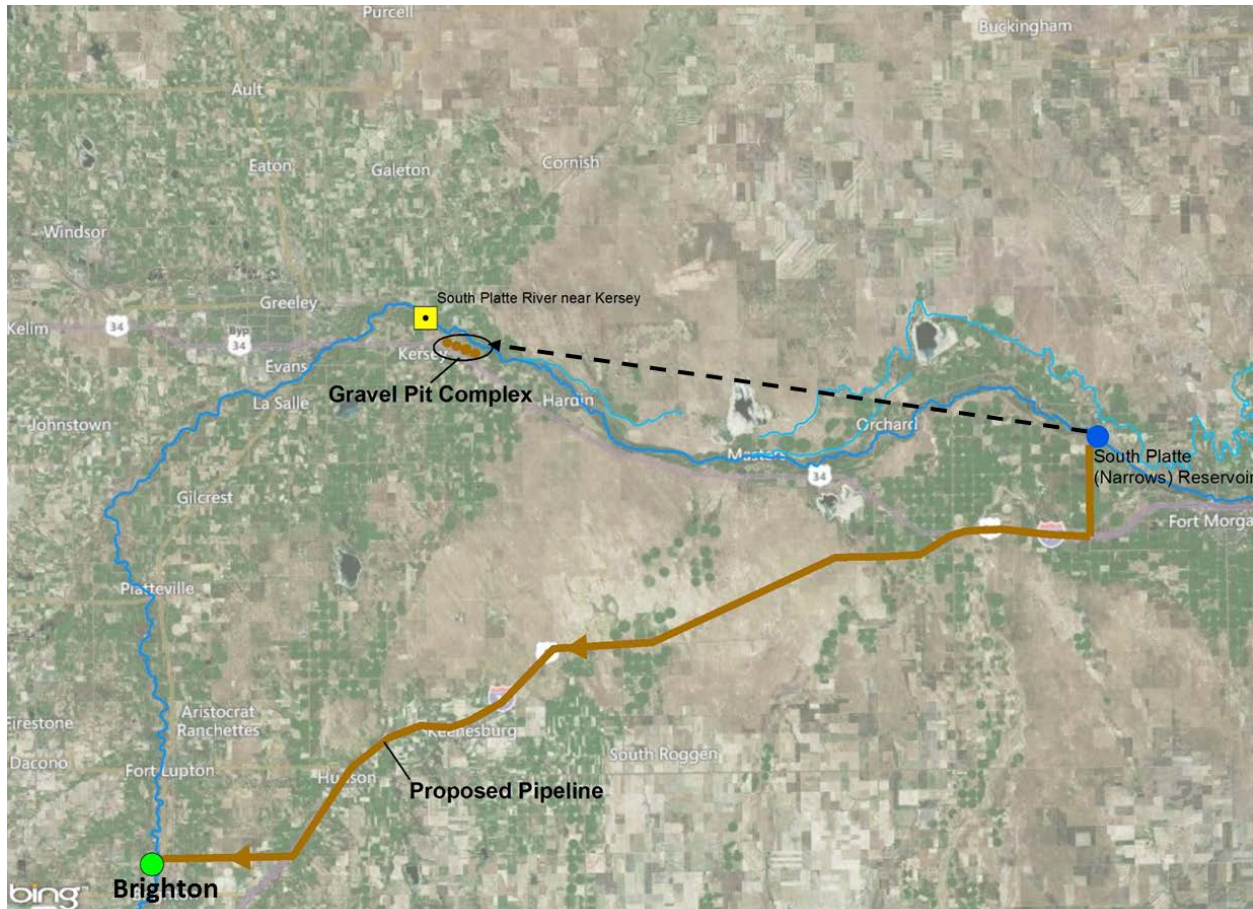 Purcell
Buckingham
Ault
Eaton
Galeton
Cornish
Windsor
Greeley
South Platte River near Kersey
Kelim
34
Byp
34
Kersey
Evans
Gravel Pit Complex
La Salle
Hardin
Johnstown
Orchard
Masters
34
South Platte
(Narrows) Reservoir
Gilcrest
Fort Morga
Platteville
Firestone
Aristocrat
Ranchettes
Keenesburg
South Roggen
Dacono
Fort Lupton
Hudson
Proposed Pipeline
Brighton
bing